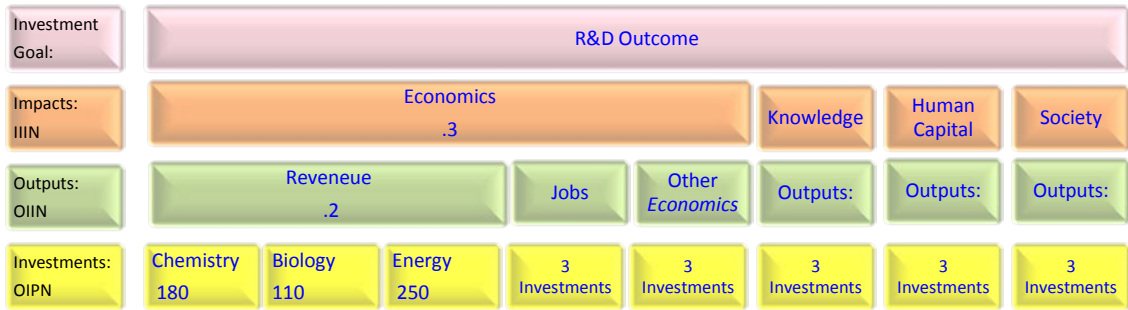 Investment
Goal:
R&D Outcome
Impacts:
IIIN
Economics
.3
Knowledge
Human
Capital
Society
Outputs:
OIIN
Reveneue
.2
Jobs
Other
Economics
Outputs:
Outputs:
Outputs:
Investments:
OIPN
Chemistry
180
Biology
110
Energy
250
3
Investments
3
Investments
3
Investments
3
Investments
3
Investments